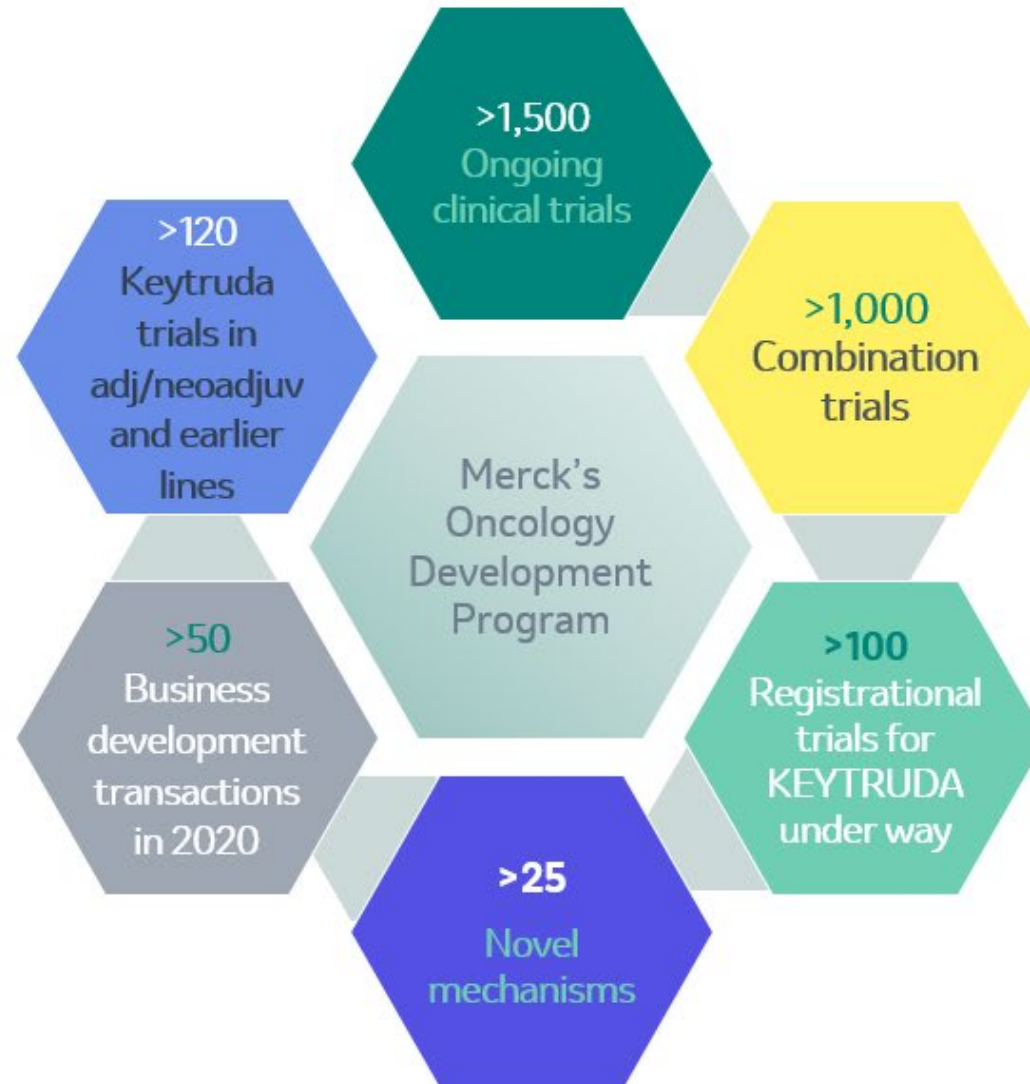 >1,500
Ongoing
clinical trials
>120
Keytruda
trials in
adj/neoadjuv
and earlier
lines
>1,000
Combination
trials
Merck's
Oncology
Development
Program
>50
Business
development
transactions
in 2020
>100
Registrational
trials for
KEYTRUDA
under way
>25
Novel
mechanisms